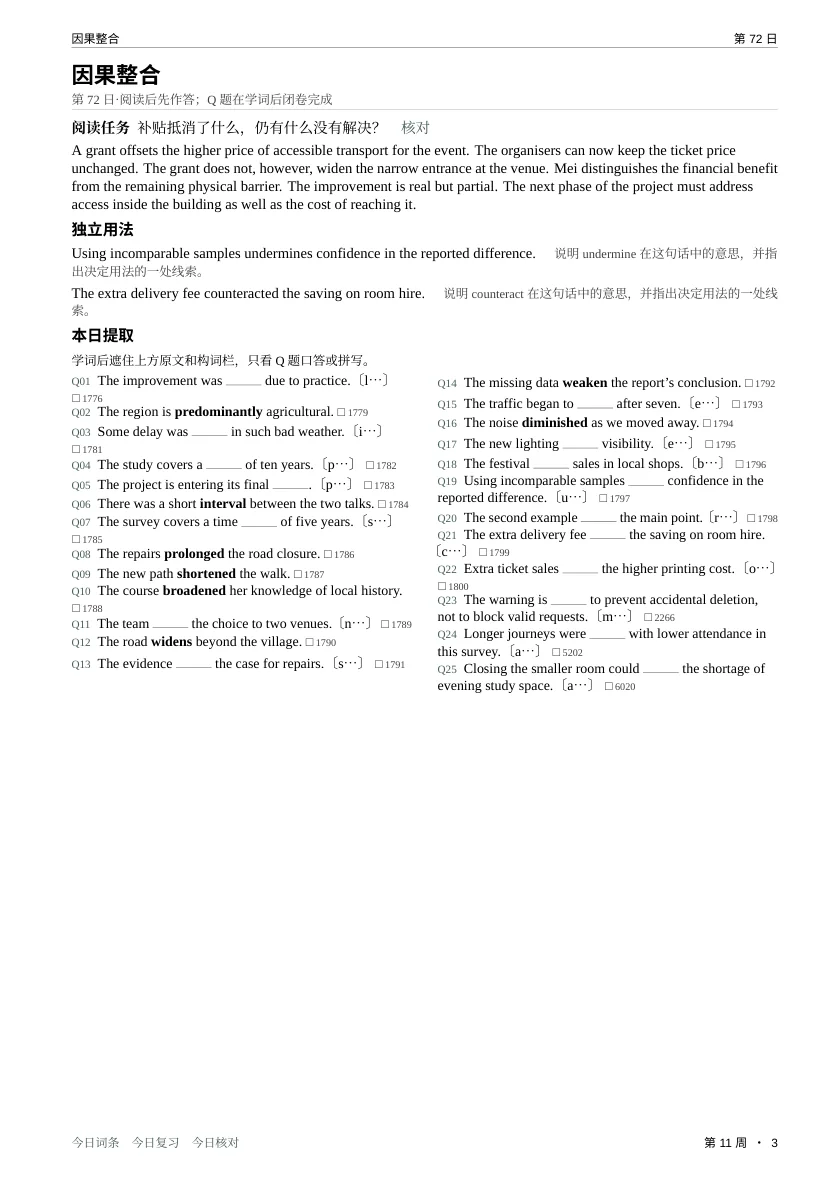 因果整合 第 72 日
因果整合
第 72 日·阅读后先作答；Q 题在学词后闭卷完成
阅读任务 补贴抵消了什么，仍有什么没有解决？ 核对
A grant offsets the higher price of accessible transport for the event. The organisers can now keep the ticket price
unchanged. The grant does not, however, widen the narrow entrance at the venue. Mei distinguishes the financial benefit
from the remaining physical barrier. The improvement is real but partial. The next phase of the project must address
access inside the building as well as the cost of reaching it.
独立用法
Using incomparable samples undermines confidence in the reported difference. 说明 undermine 在这句话中的意思，并指
出决定用法的一处线索。
The extra delivery fee counteracted the saving on room hire. 说明 counteract 在这句话中的意思，并指出决定用法的一处线
索。
本日提取
学词后遮住上方原文和构词栏，只看 Q 题口答或拼写。
Q01 The improvement was _____ due to practice.〔l…〕
□ 1776
Q02 The region is predominantly agricultural. □ 1779
Q03 Some delay was _____ in such bad weather.〔i…〕
□ 1781
Q04 The study covers a _____ of ten years.〔p…〕 □ 1782
Q05 The project is entering its final _____.〔p…〕 □ 1783
Q06 There was a short interval between the two talks. □ 1784
Q07 The survey covers a time _____ of five years.〔s…〕
□ 1785
Q08 The repairs prolonged the road closure. □ 1786
Q09 The new path shortened the walk. □ 1787
Q10 The course broadened her knowledge of local history.
□ 1788
Q11 The team _____ the choice to two venues.〔n…〕 □ 1789
Q12 The road widens beyond the village. □ 1790
Q13 The evidence _____ the case for repairs.〔s…〕 □ 1791
Q14 The missing data weaken the report’s conclusion. □ 1792
Q15 The traffic began to _____ after seven.〔e…〕 □ 1793
Q16 The noise diminished as we moved away. □ 1794
Q17 The new lighting _____ visibility.〔e…〕 □ 1795
Q18 The festival _____ sales in local shops.〔b…〕 □ 1796
Q19 Using incomparable samples _____ confidence in the
reported difference.〔u…〕 □ 1797
Q20 The second example _____ the main point.〔r…〕 □ 1798
Q21 The extra delivery fee _____ the saving on room hire.
〔c…〕 □ 1799
Q22 Extra ticket sales _____ the higher printing cost.〔o…〕
□ 1800
Q23 The warning is _____ to prevent accidental deletion,
not to block valid requests.〔m…〕 □ 2266
Q24 Longer journeys were _____ with lower attendance in
this survey.〔a…〕 □ 5202
Q25 Closing the smaller room could _____ the shortage of
evening study space.〔a…〕 □ 6020
今日词条 今日复习 今日核对 第 11 周 · 3